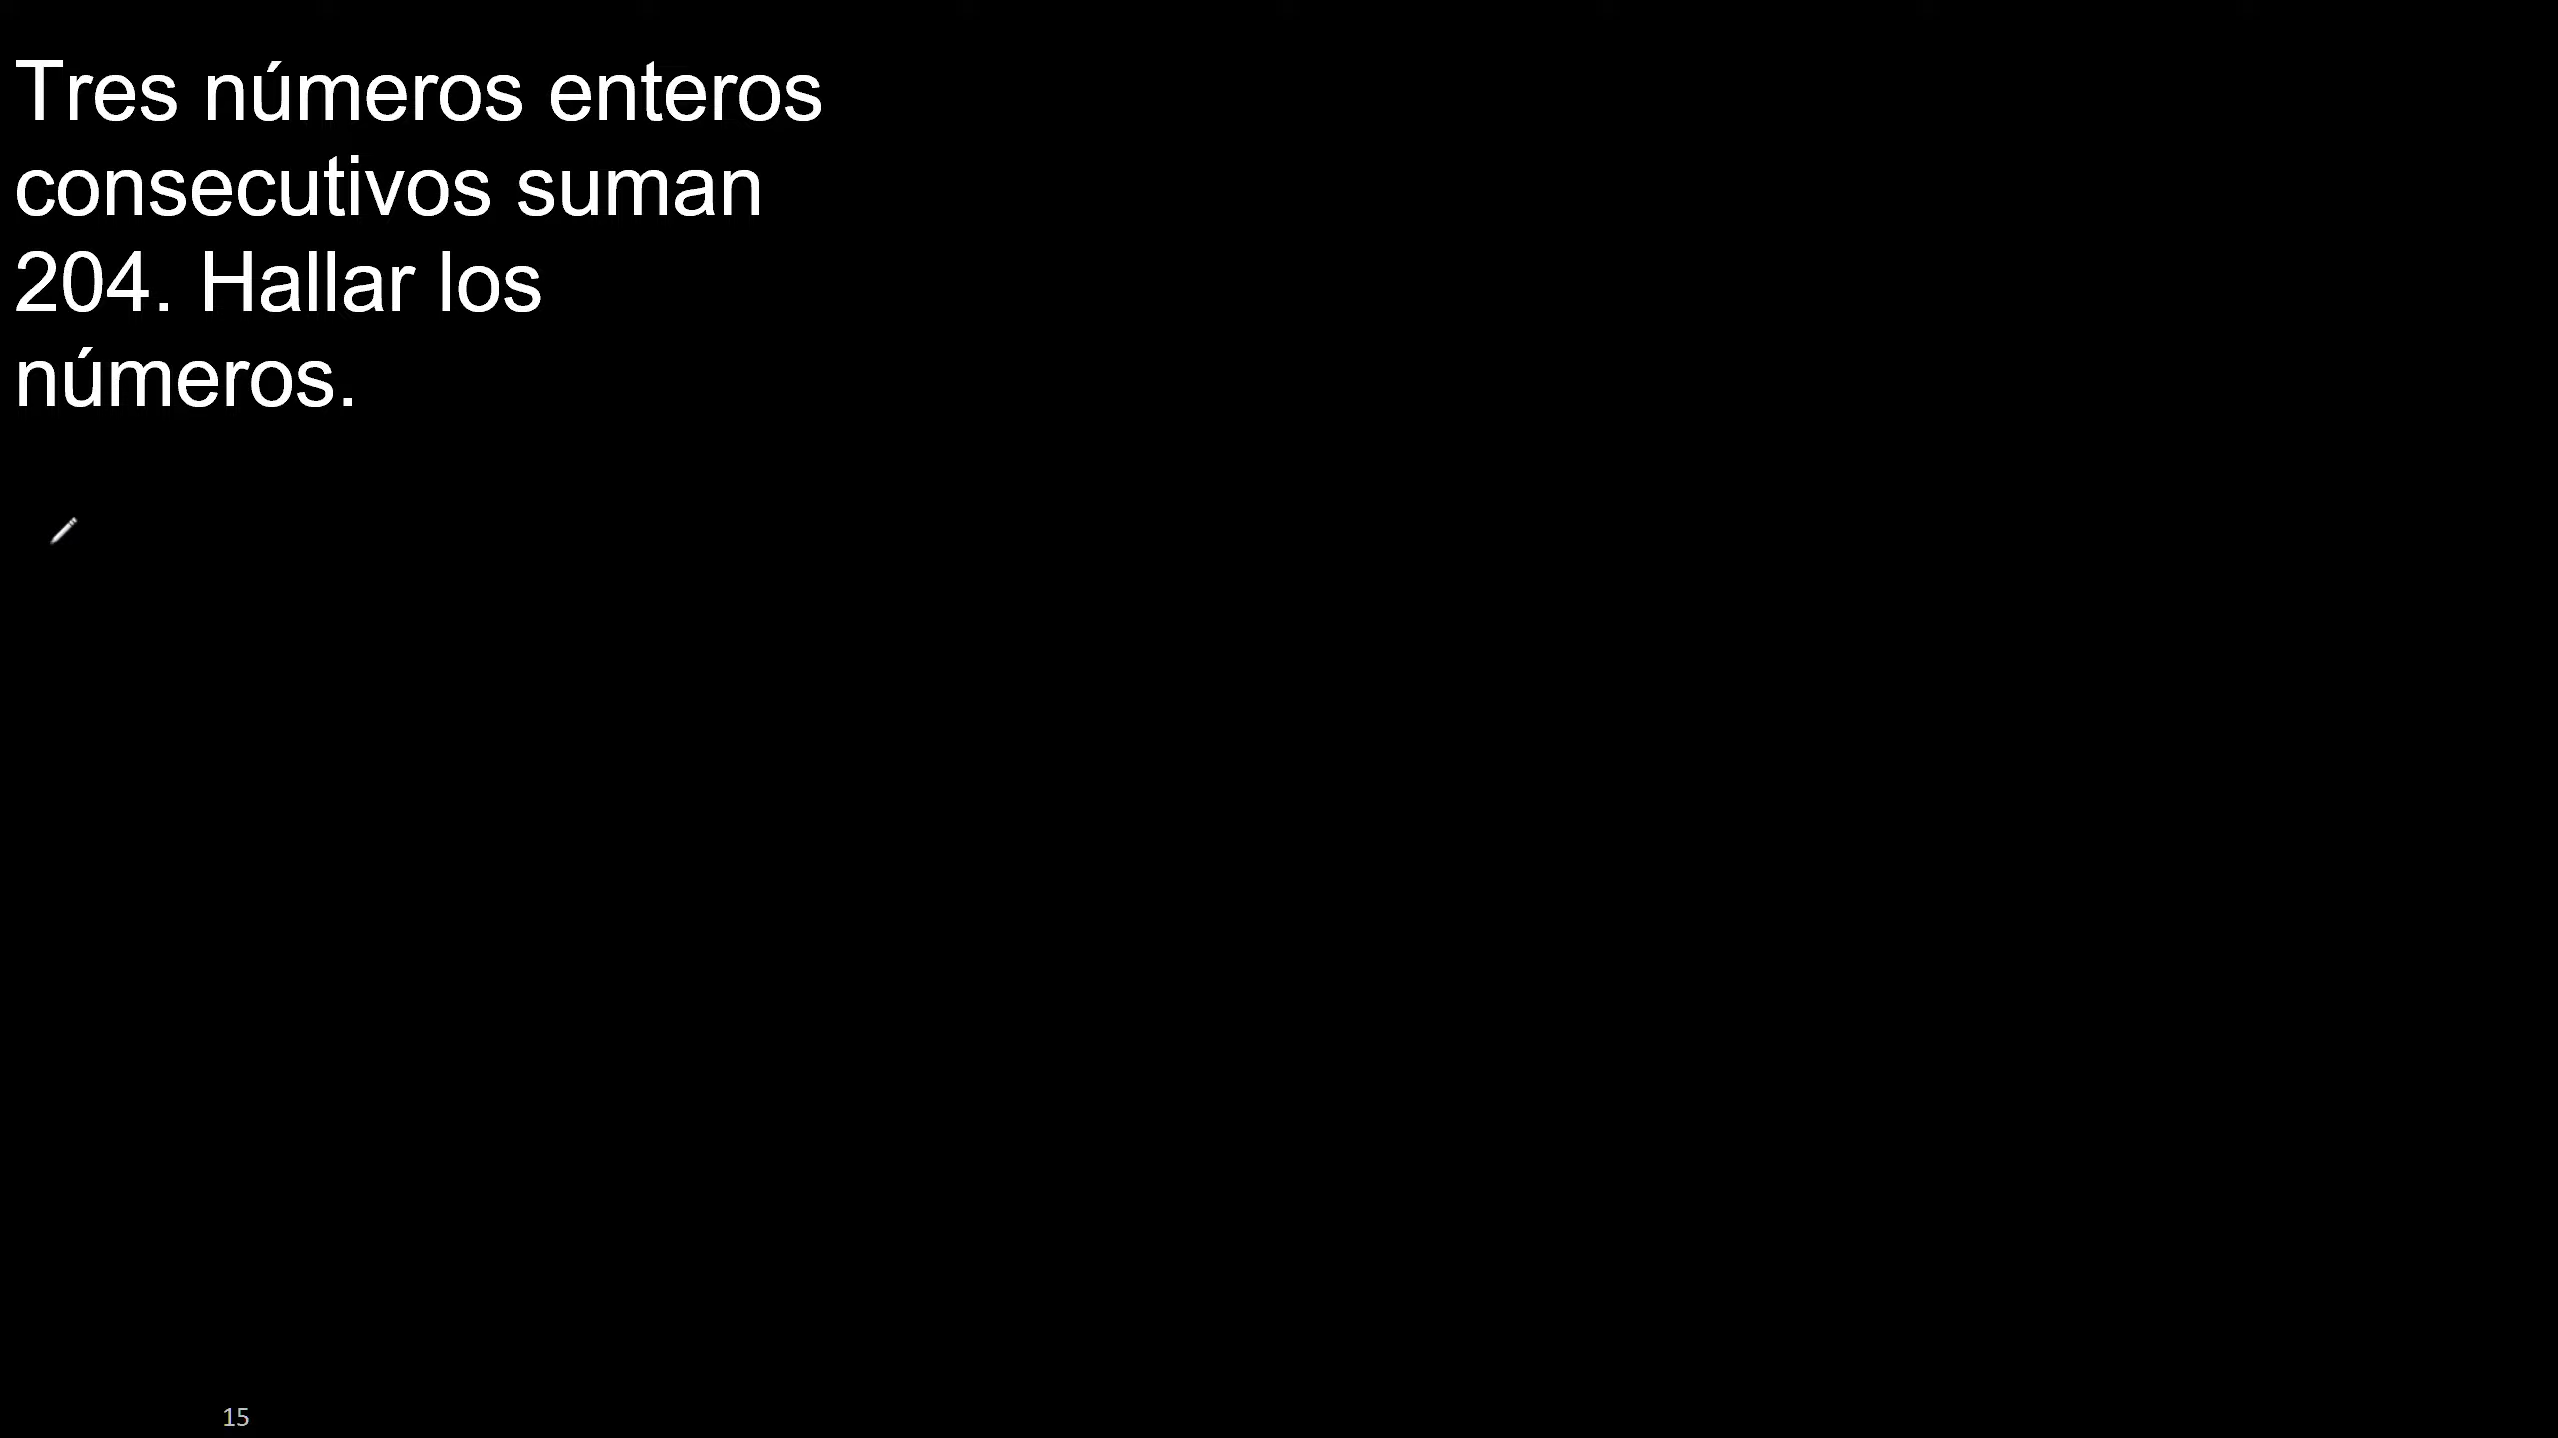 Tres números enteros
consecutivos suman
204. Hallar los
números.
15